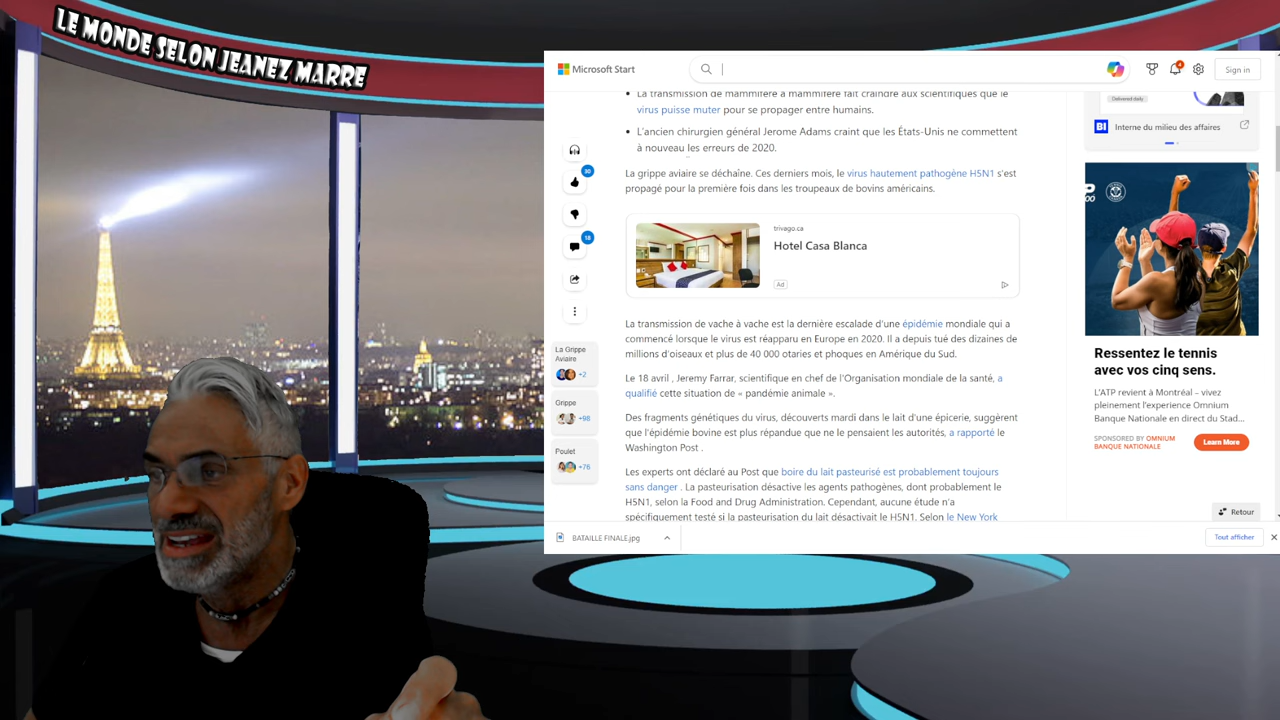 LE MONDE SELON JEANEZ MARRE
Microsoft Start
4
Sign in
La transmission de mammifère à mammifère fait craindre aux scientifiques que le
virus puisse muter pour se propager entre humains.
L'ancien chirurgien général Jerome Adams craint que les États-Unis ne commettent
à nouveau les erreurs de 2020.
La grippe aviaire se déchaîne. Ces derniers mois, le virus hautement pathogène H5N1 s'est
propagé pour la première fois dans les troupeaux de bovins américains.
30
18
trivago.ca
Hotel Casa Blanca
Ad
La transmission de vache à vache est la dernière escalade d'une épidémie mondiale qui a
commencé lorsque le virus est réapparu en Europe en 2020. Il a depuis tué des dizaines de
millions d'oiseaux et plus de 40 000 otaries et phoques en Amérique du Sud.
Le 18 avril , Jeremy Farrar, scientifique en chef de l'Organisation mondiale de la santé, a
qualifié cette situation de « pandémie animale ».
Des fragments génétiques du virus, découverts mardi dans le lait d'une épicerie, suggèrent
que l'épidémie bovine est plus répandue que ne le pensaient les autorités, a rapporté le
Washington Post .
Les experts ont déclaré au Post que boire du lait pasteurisé est probablement toujours
sans danger . La pasteurisation désactive les agents pathogènes, dont probablement le
H5N1, selon la Food and Drug Administration. Cependant, aucune étude n'a
spécifiquement testé si la pasteurisation du lait désactivait le H5N1. Selon le New York
La Grippe
Aviaire
+2
Grippe
+98
Poulet
+76
Delivered daily
BI
Interne du milieu des affaires
Ressentez le tennis
avec vos cinq sens.
L'ATP revient à Montréal – vivez
pleinement l'experience Omnium
Banque Nationale en direct du Stad...
SPONSORED BY OMNIUM
BANQUE NATIONALE
Learn More
Retour
BATAILLE FINALE.jpg
Tout afficher